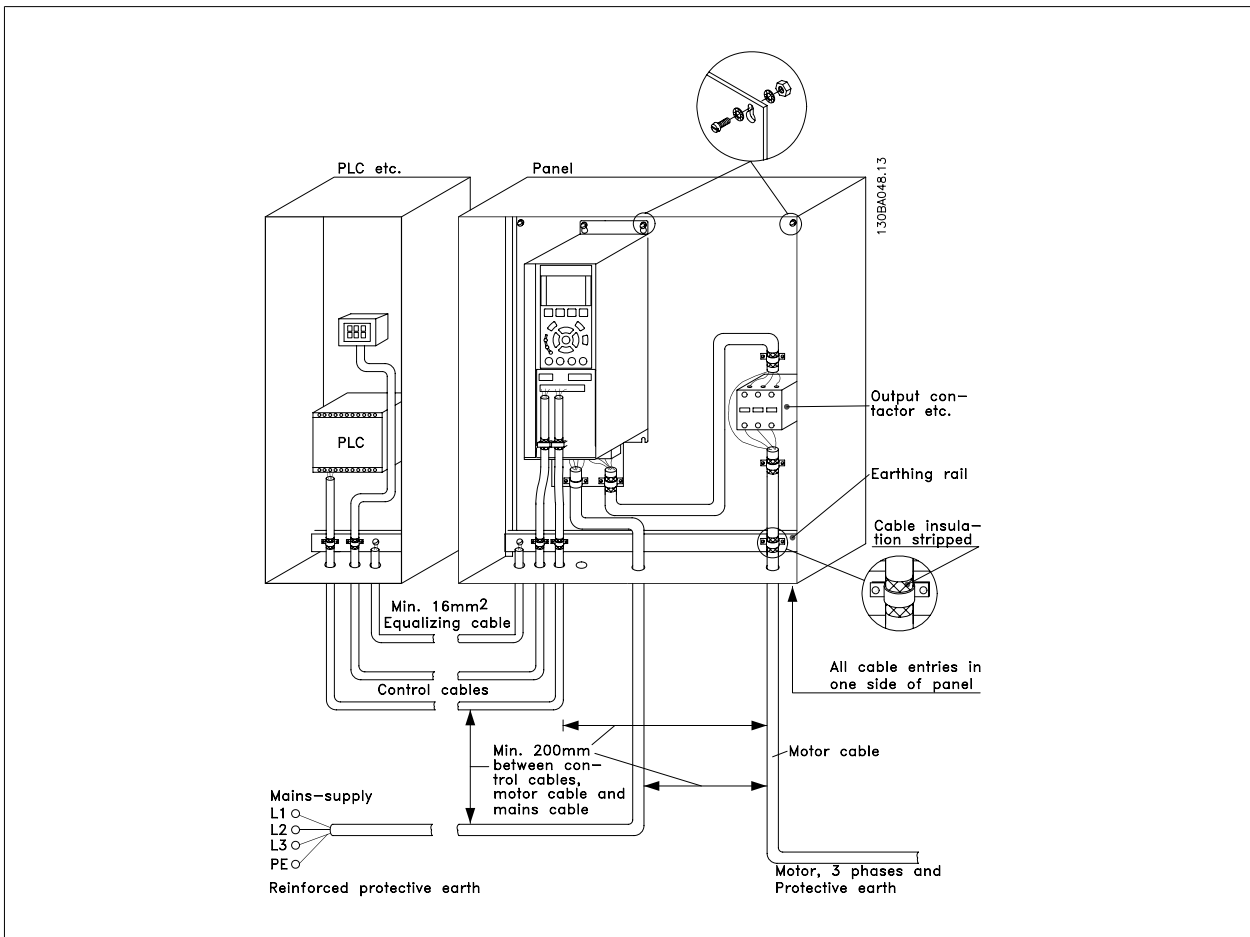 PLC etc.
Panel
130BA048.13
PLC
Output con-
tactor etc.
Earthing rail
Cable insula-
tion stripped
Min. 16mm2
Equalizing cable
All cable entries in
one side of panel
Control cables
Min. 200mm
between con-
trol cables,
motor cable and
mains cable
Motor cable
Mains-supply
L1
L2
L3
PE
Reinforced protective earth
Motor, 3 phases and
Protective earth